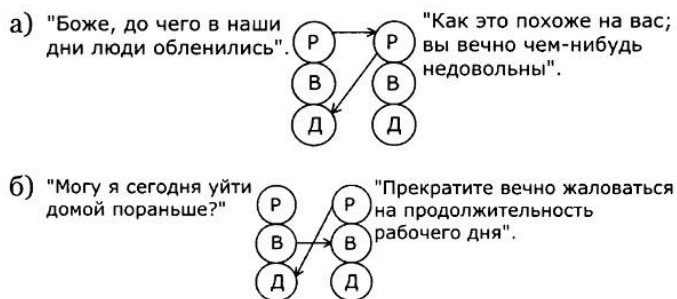 а) "Боже, до чего в наши
дни люди обленились".
Р Р
В В
Д Д
"Как это похоже на вас;
вы вечно чем-нибудь
недовольны".
б) "Могу я сегодня уйти
домой пораньше?"
Р Р
В В
Д Д
"Прекратите вечно жаловаться
на продолжительность
рабочего дня".